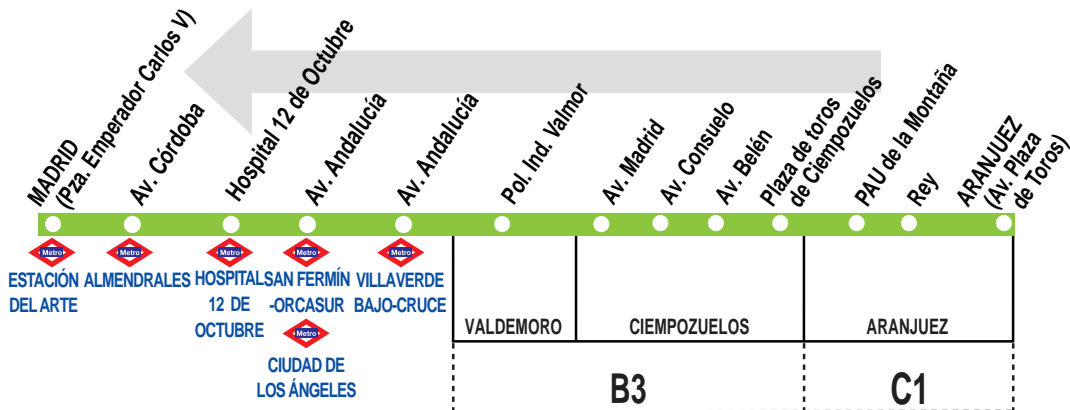 MADRID
(Pza. Emperador Carlos V)
Av. Córdoba
Hospital 12 de Octubre
Av. Andalucía
Av. Andalucía
Pol. Ind. Valmor
Av. Madrid
Av. Consuelo
Av. Belén
Plaza de toros
de Ciempozuelos
PAU de la Montaña
Rey
ARANJUEZ
(Av. Plaza
de Toros)
Metro
Metro
Metro
Metro
Metro
ESTACIÓN
DEL ARTE
ALMENDRALES
HOSPITAL
12 DE
OCTUBRE
SAN FERMÍN
-ORCASUR
Metro
CIUDAD DE
LOS ÁNGELES
VILLAVERDE
BAJO-CRUCE
VALDEMORO
CIEMPOZUELOS
ARANJUEZ
B3
C1